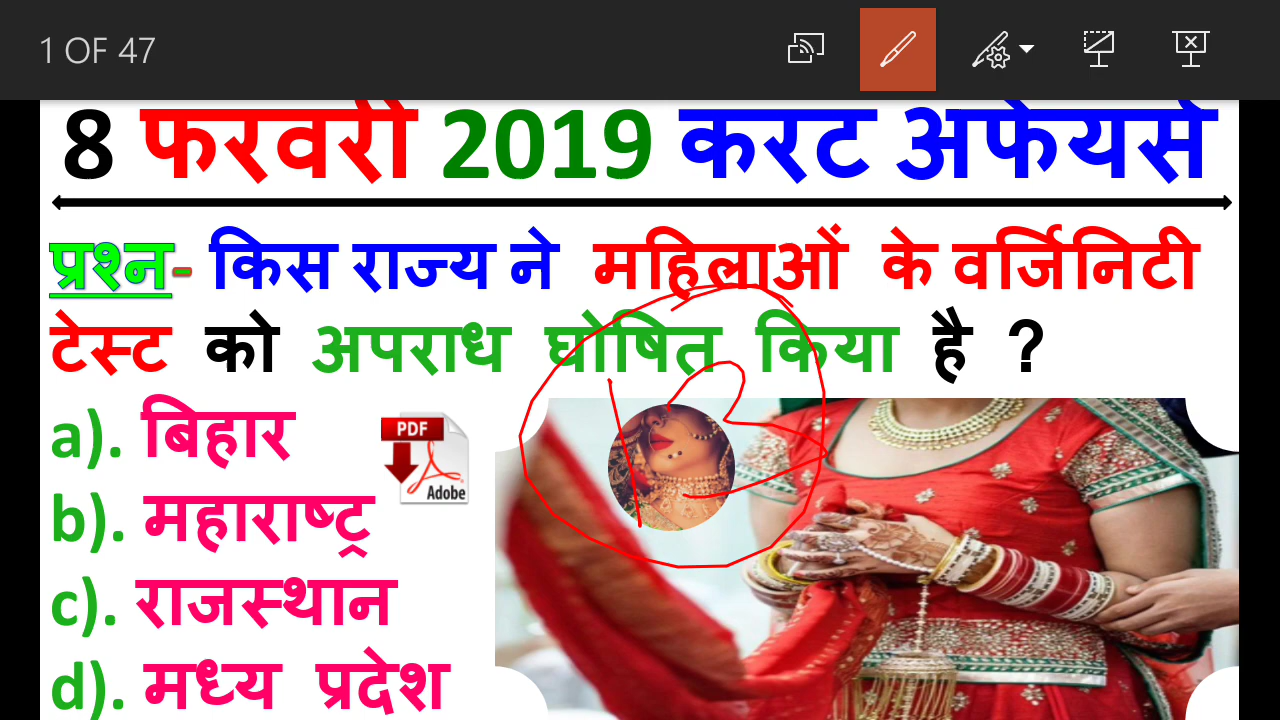 1 OF 47
8 फरवरी 2019 करंट अफेयर्स
प्रश्न- किस राज्य ने महिलाओं के वर्जिनिटी
टेस्ट को अपराध घोषित किया है ?
a). बिहार
b). महाराष्ट्र
c). राजस्थान
d). मध्य प्रदेश
PDF
Adobe
13